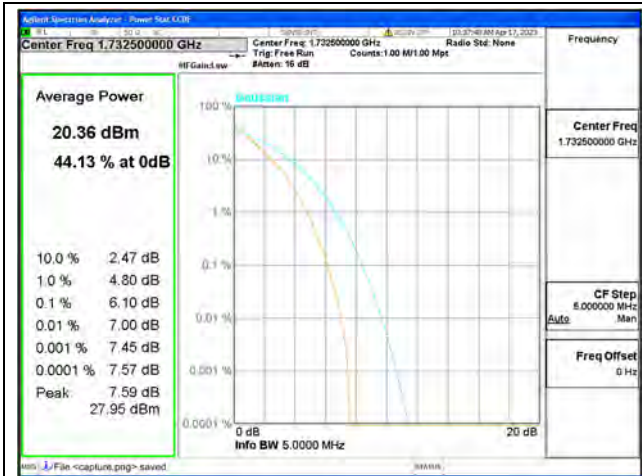 Agilent Spectrum Analyzer - Power Stat CCDF
Center Freq 1.732500000 GHz
Center Freq: 1.732500000 GHz
Trig: Free Run
Counts:1.00 M/1.00 Mpt
#IFGain:Low
#Atten: 16 dB
10:37:40 AM Apr 17, 2023
Radio Std: None
Frequency
Average Power
20.36 dBm
44.13 % at 0dB
10.0 % 2.47 dB
1.0 % 4.80 dB
0.1 % 6.10 dB
0.01 % 7.00 dB
0.001 % 7.45 dB
0.0001 % 7.57 dB
Peak 7.59 dB
27.95 dBm
Gaussian
100 %
10 %
1 %
0.1 %
0.01 %
0.001 %
0.0001 %
0 dB
20 dB
Info BW 5.0000 MHz
Center Freq
1.732500000 GHz
CF Step
5.000000 MHz
Auto Man
Freq Offset
0 Hz
MSG File <capture.png> saved
STATUS